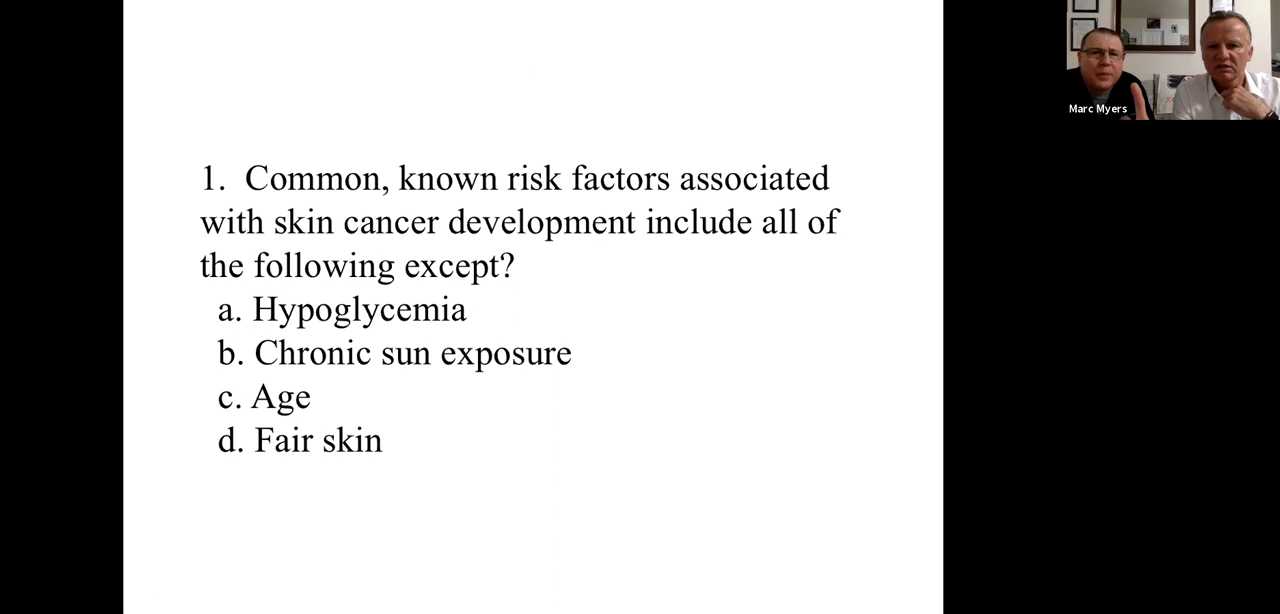 1.  Common, known risk factors associated
with skin cancer development include all of
the following except?
a. Hypoglycemia
b. Chronic sun exposure
c. Age
d. Fair skin
Marc Myers